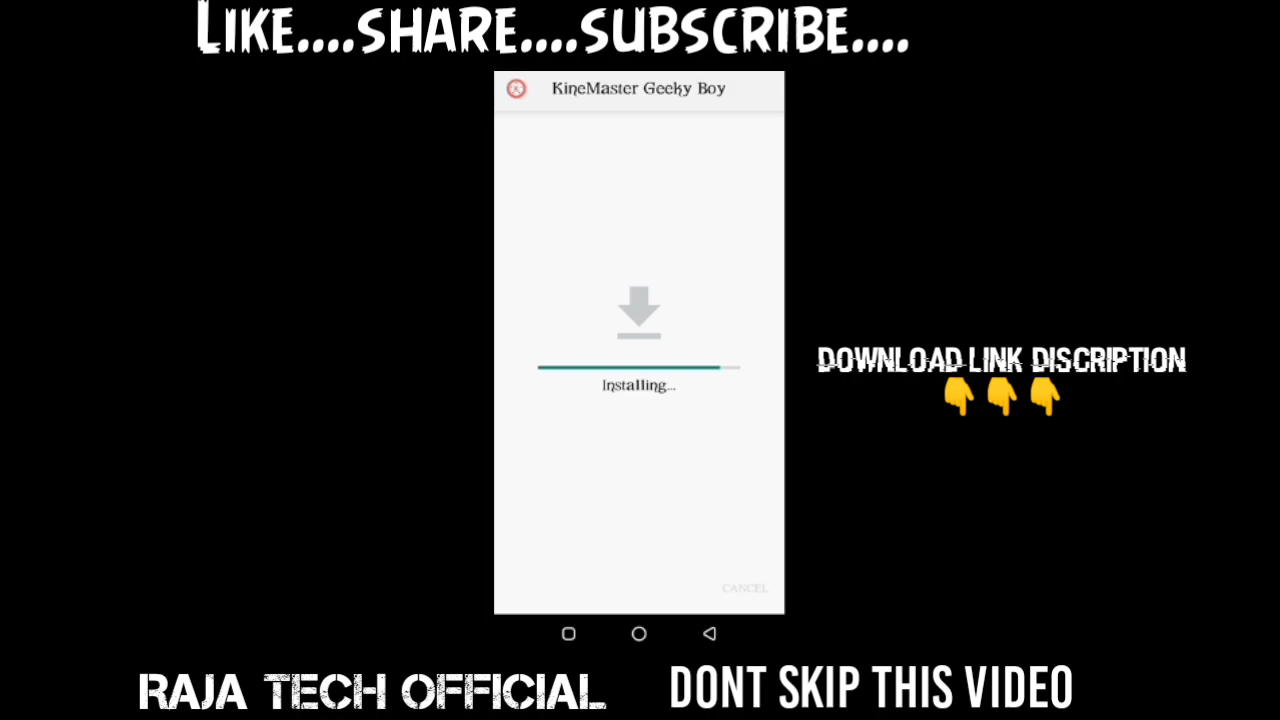 LIKE....SHARE....SUBSCRIBE....
KineMaster Geeky Boy
DOWNLOAD LINK DISCRIPTION
👇👇👇
Installing...
CANCEL
RAJA TECH OFFICIAL
DONT SKIP THIS VIDEO